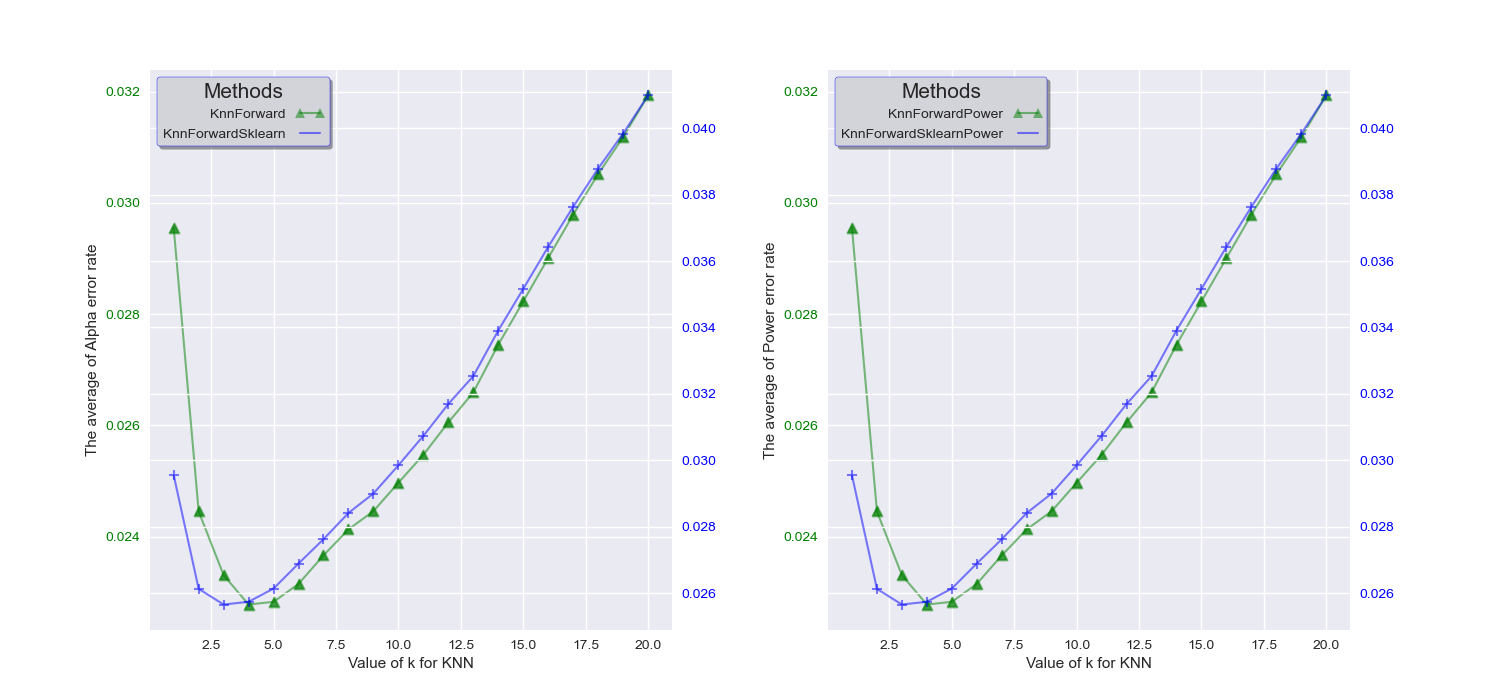 Methods
KnnForward
KnnForwardSklearn
The average of Alpha error rate
0.032
0.030
0.028
0.026
0.024
0.040
0.038
0.036
0.034
0.032
0.030
0.028
0.026
2.5 5.0 7.5 10.0 12.5 15.0 17.5 20.0
Value of k for KNN
Methods
KnnForwardPower
KnnForwardSklearnPower
The average of Power error rate
0.032
0.030
0.028
0.026
0.024
0.040
0.038
0.036
0.034
0.032
0.030
0.028
0.026
2.5 5.0 7.5 10.0 12.5 15.0 17.5 20.0
Value of k for KNN